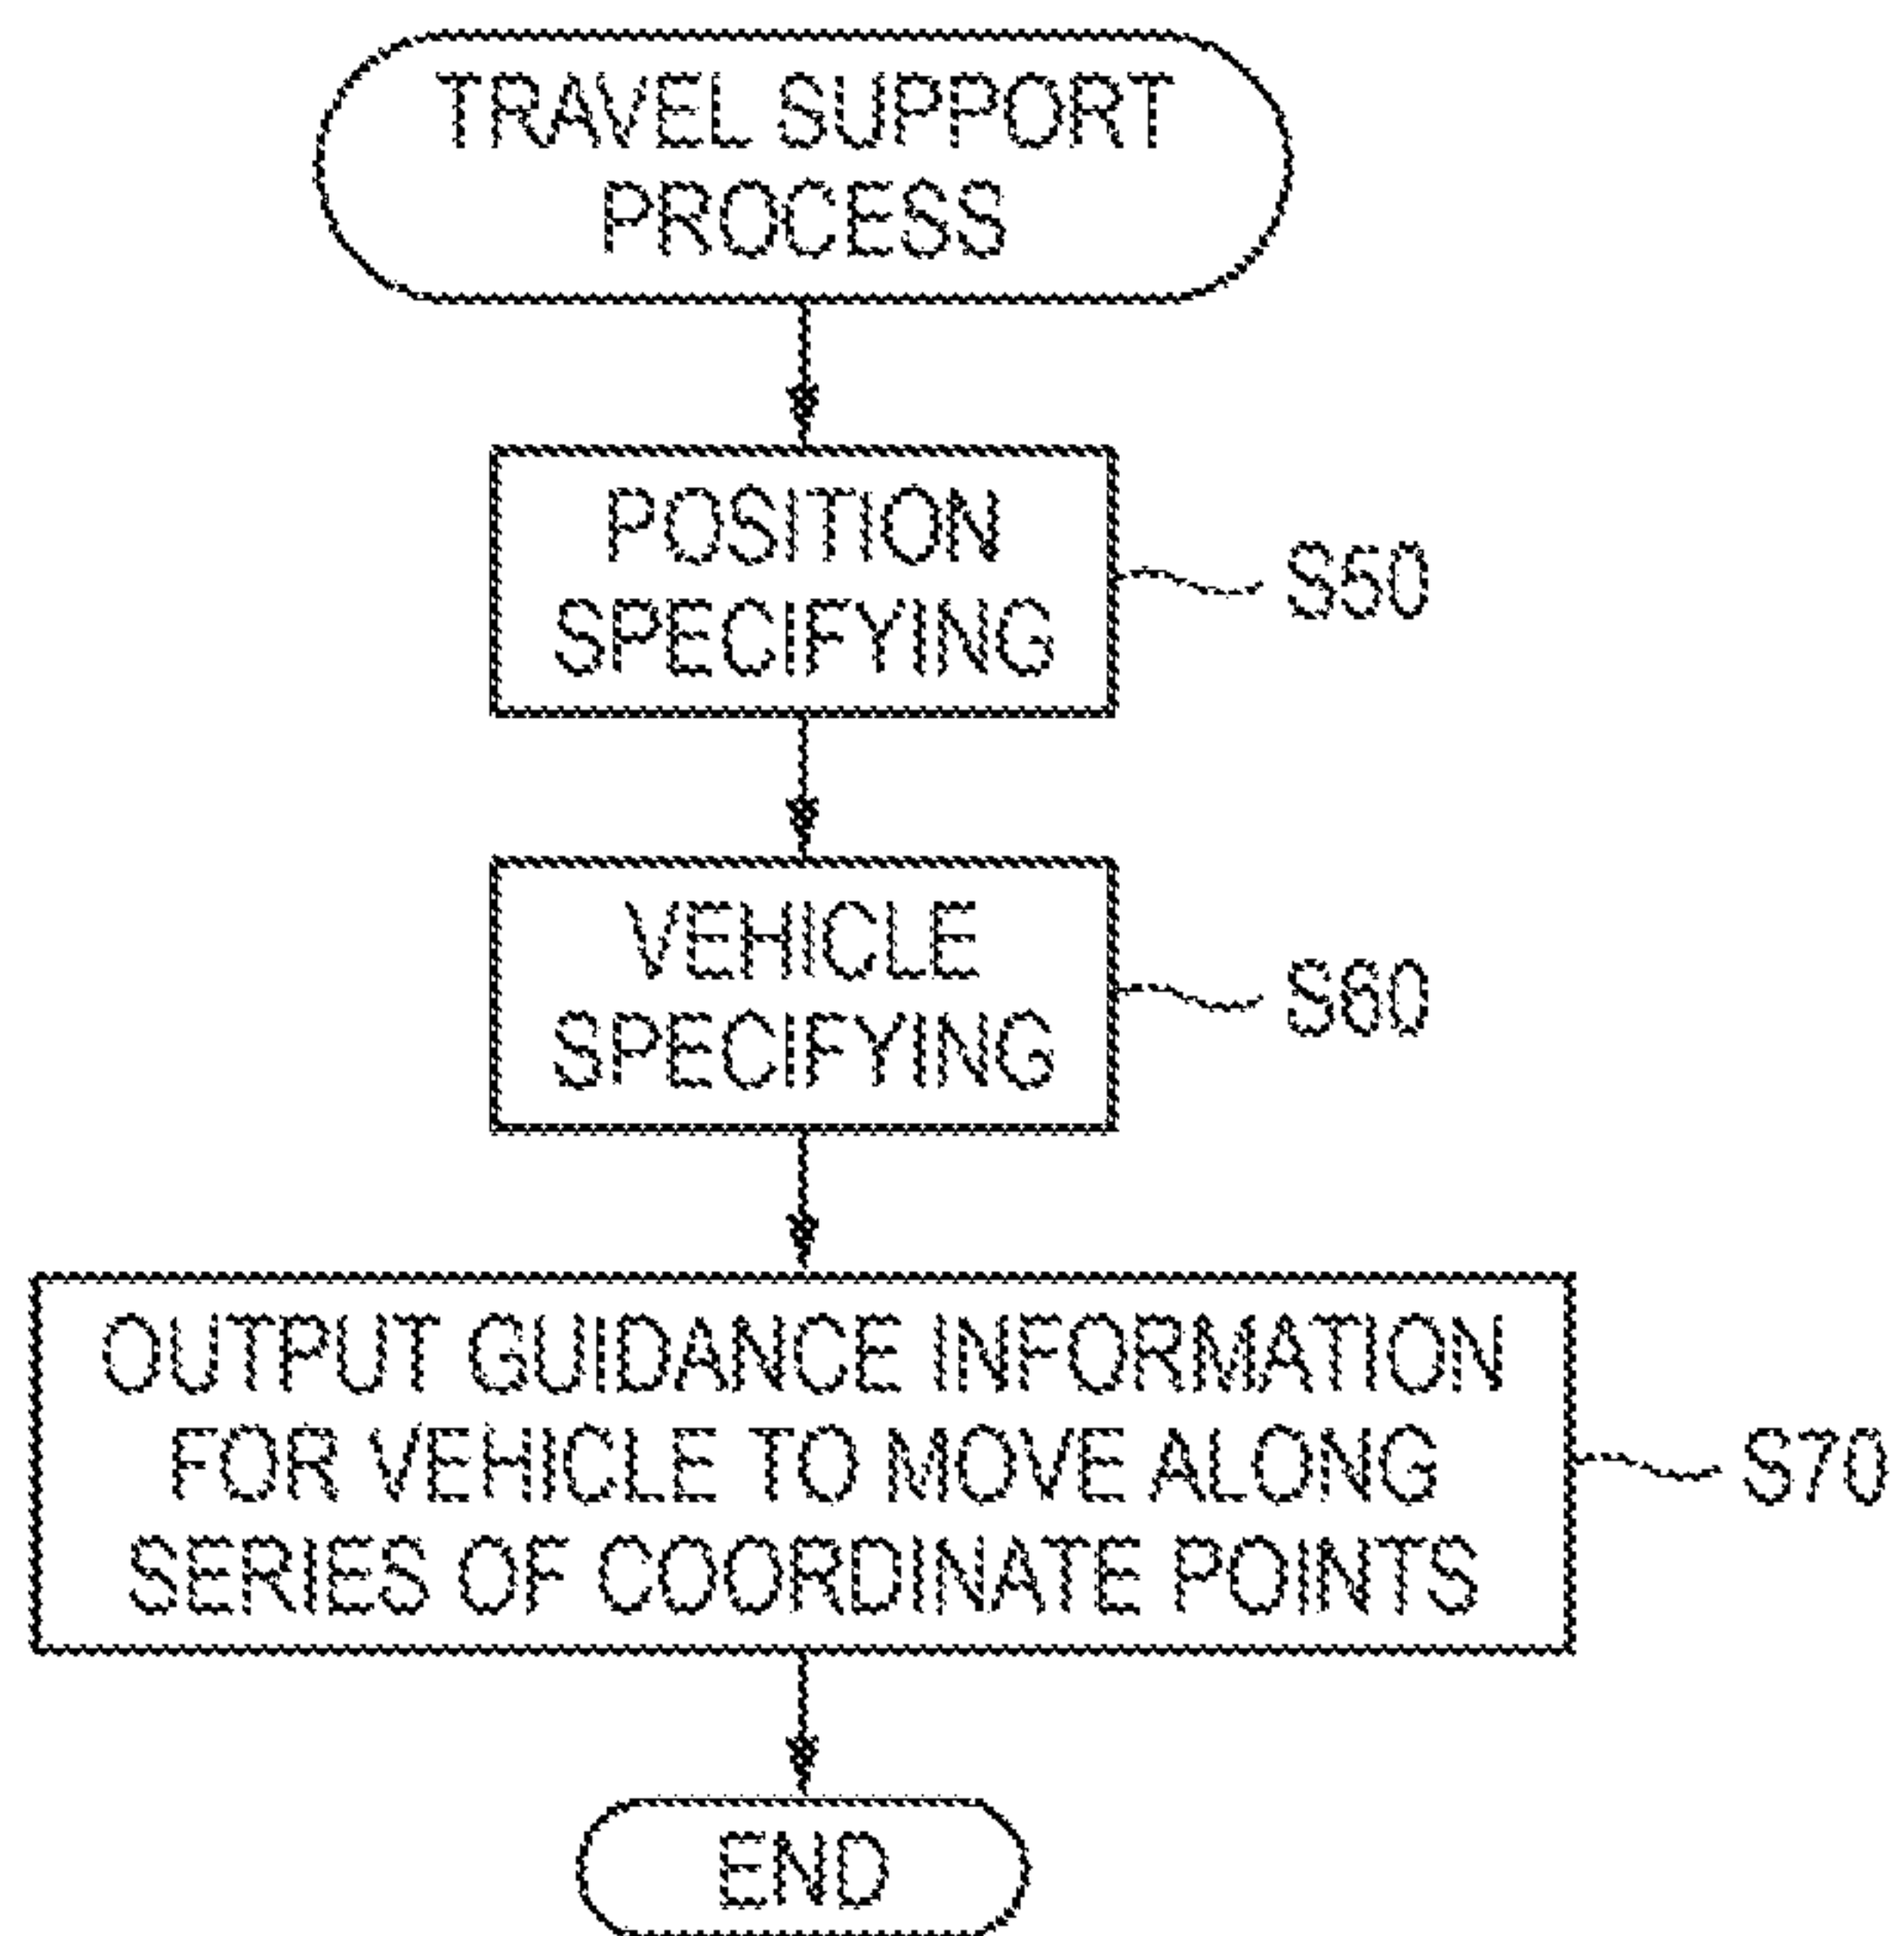 TRAVEL SUPPORT
PROCESS
POSITION
SPECIFYING
S50
VEHICLE
SPECIFYING
S60
OUTPUT GUIDANCE INFORMATION
FOR VEHICLE TO MOVE ALONG
SERIES OF COORDINATE POINTS
S70
END